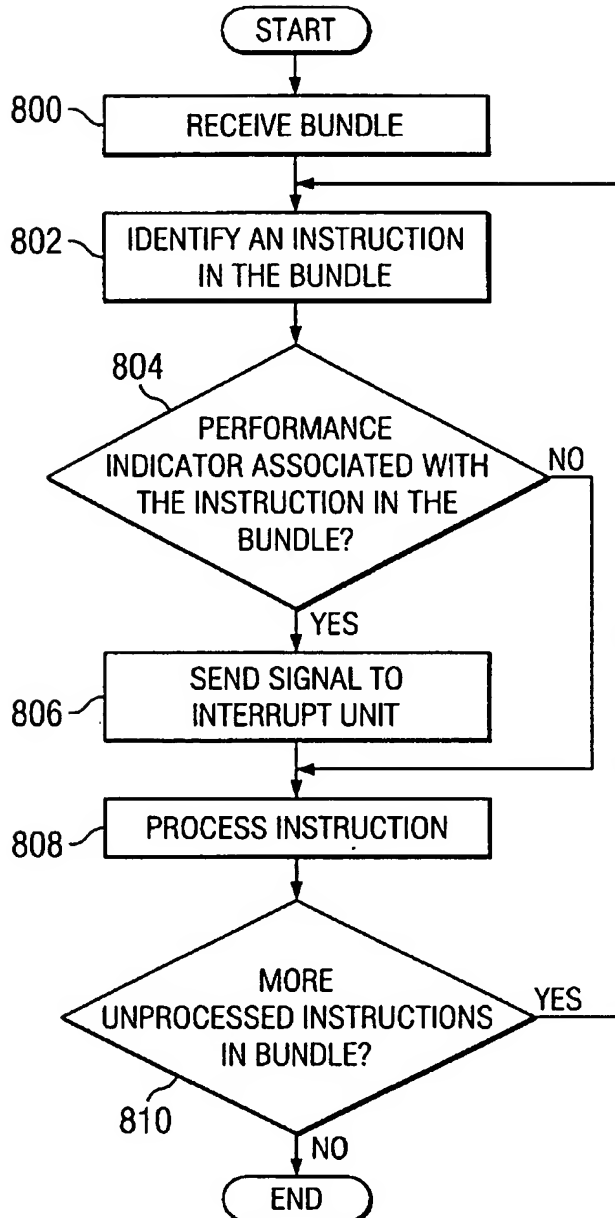 START
800
RECEIVE BUNDLE
802
IDENTIFY AN INSTRUCTION
IN THE BUNDLE
804
PERFORMANCE
INDICATOR ASSOCIATED WITH
THE INSTRUCTION IN THE
BUNDLE?
NO
YES
806
SEND SIGNAL TO
INTERRUPT UNIT
808
PROCESS INSTRUCTION
MORE
UNPROCESSED INSTRUCTIONS
IN BUNDLE?
YES
810
NO
END